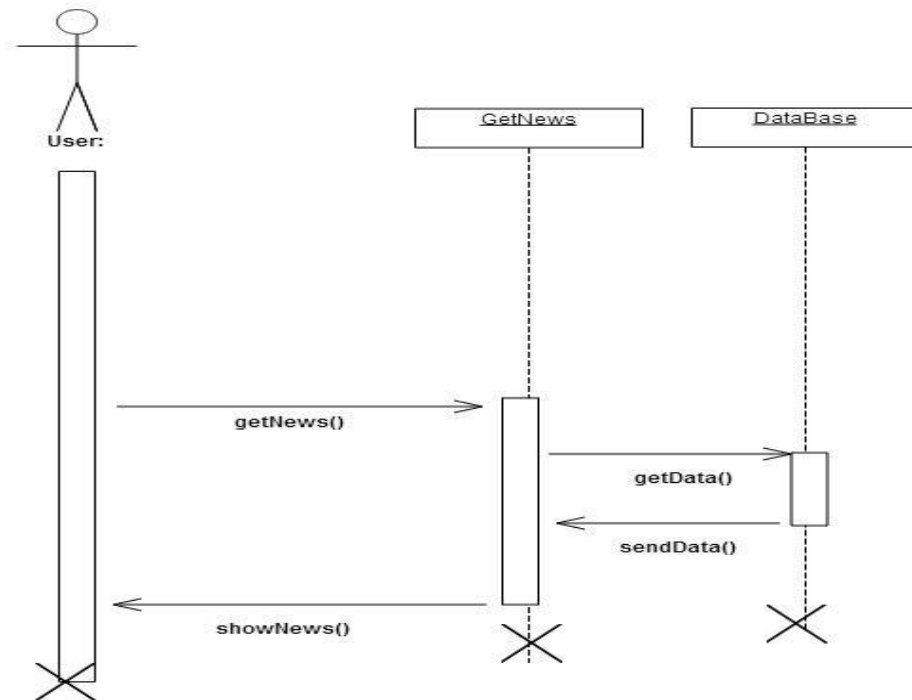 User:
GetNews
DataBase
getNews()
getData()
sendData()
showNews()